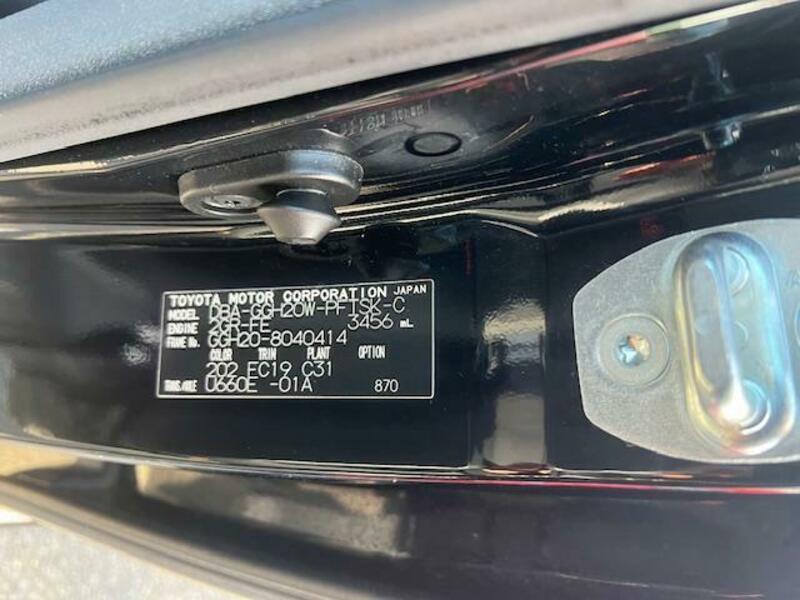 TOYOTA MOTOR CORPORATION JAPAN
MODEL DBA-GGH20W-PFTSK-C
ENGINE 2GR-FE 3456 mL
FRAME No. GGH20-8040414
COLOR TRIM PLANT OPTION
202 FC19 C31
TRANS/AXLE U660E -01A 870